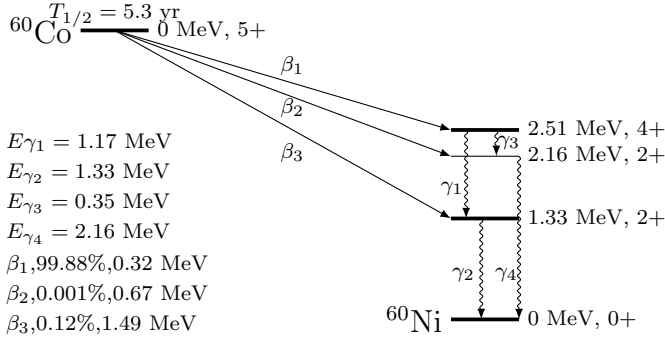 T₁/₂ = 5.3 yr
⁶⁰Co
0 MeV, 5+
β₁
β₂
β₃
2.51 MeV, 4+
γ₃
2.16 MeV, 2+
γ₁
1.33 MeV, 2+
γ₂
γ₄
⁶⁰Ni
0 MeV, 0+
Eγ₁ = 1.17 MeV
Eγ₂ = 1.33 MeV
Eγ₃ = 0.35 MeV
Eγ₄ = 2.16 MeV
β₁,99.88%,0.32 MeV
β₂,0.001%,0.67 MeV
β₃,0.12%,1.49 MeV